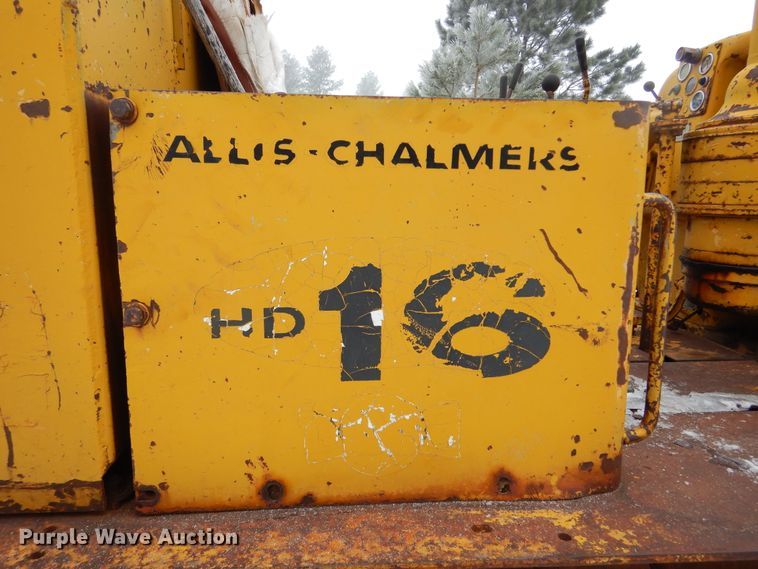 ALLIS-CHALMERS
HD 16
Purple Wave Auction